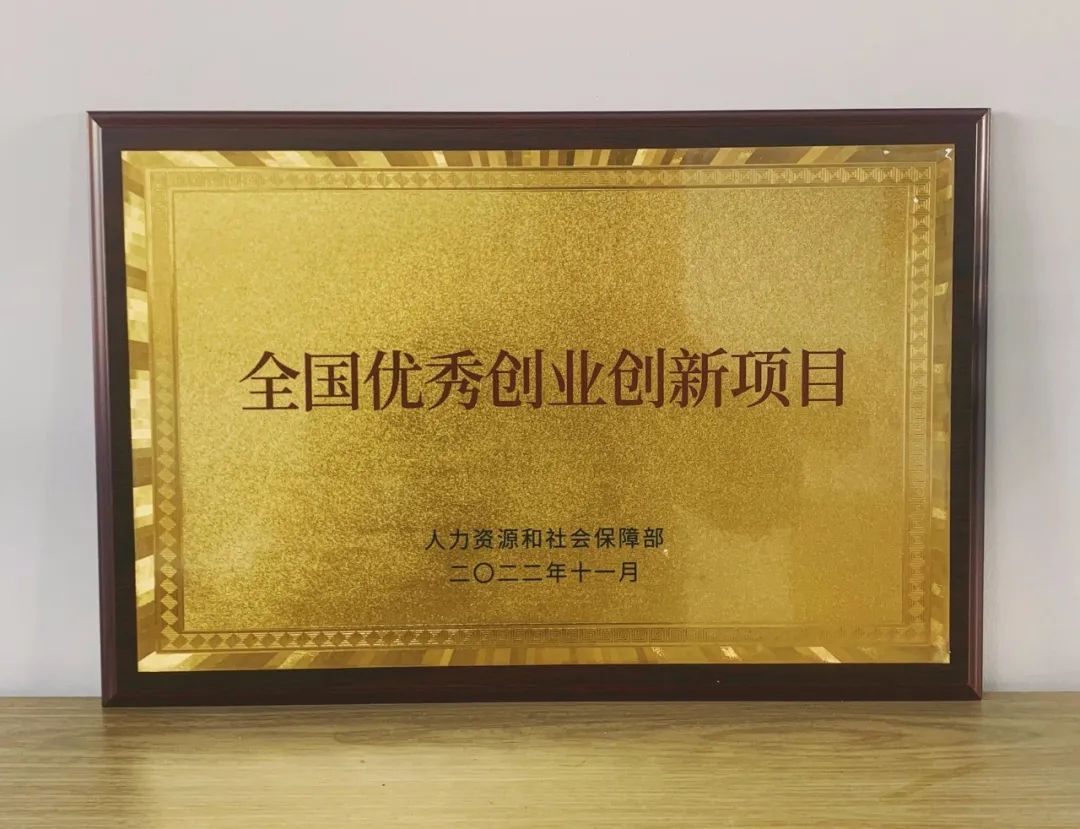 全国优秀创业创新项目
人力资源和社会保障部
二〇二二年十一月